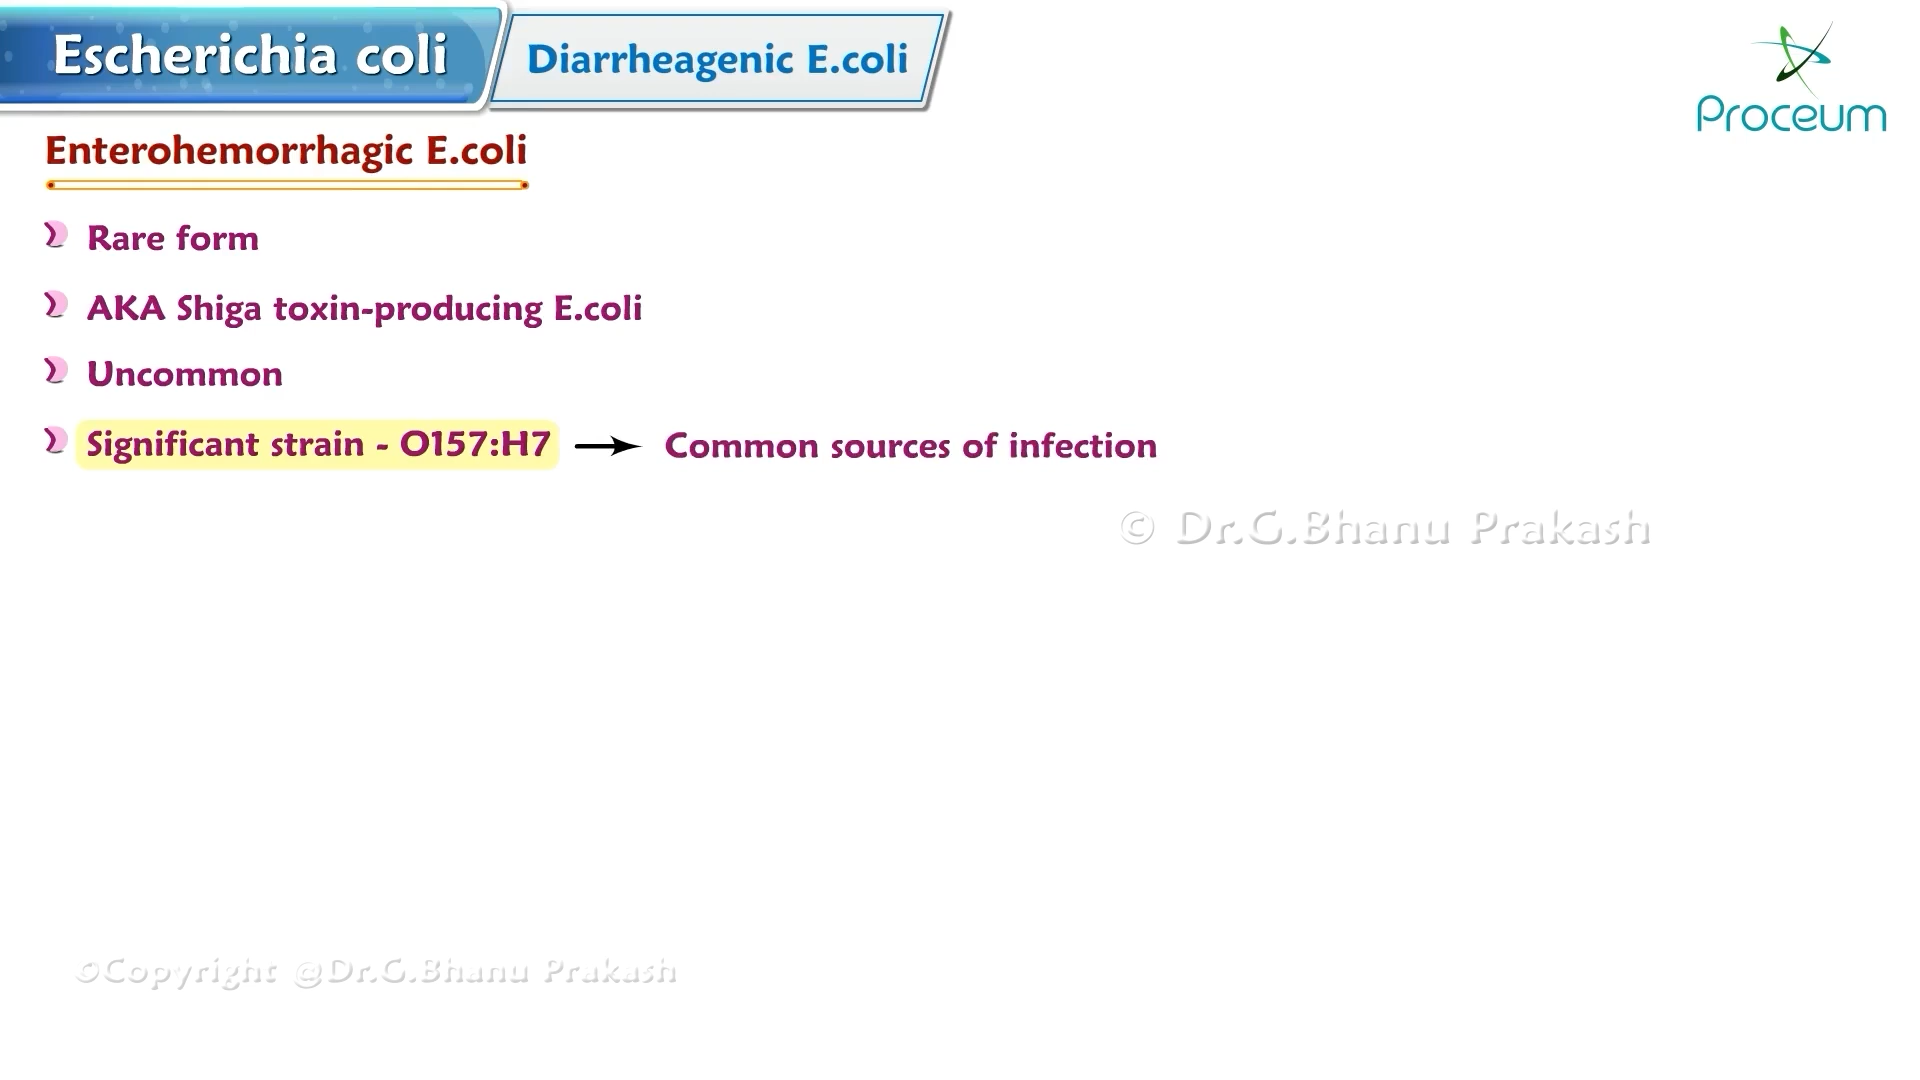 Escherichia coli
Diarrheagenic E.coli
Proceum
Enterohemorrhagic E.coli
Rare form
AKA Shiga toxin-producing E.coli
Uncommon
Significant strain - O157:H7 → Common sources of infection
© Dr.G.Bhanu Prakash
©Copyright @Dr.G.Bhanu Prakash